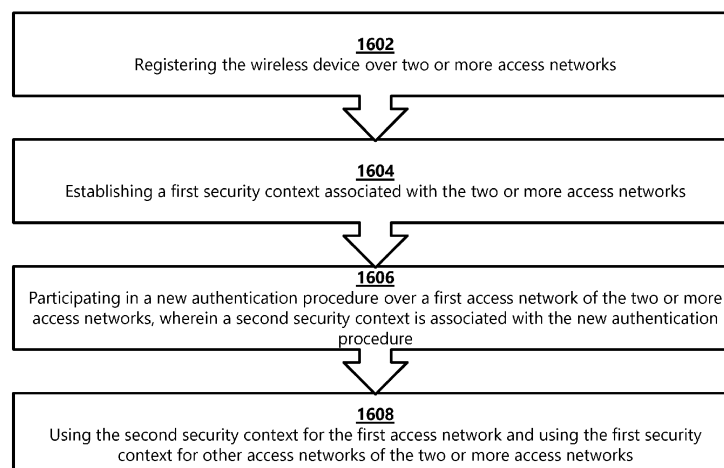 1602
Registering the wireless device over two or more access networks
1604
Establishing a first security context associated with the two or more access networks
1606
Participating in a new authentication procedure over a first access network of the two or more
access networks, wherein a second security context is associated with the new authentication
procedure
1608
Using the second security context for the first access network and using the first security
context for other access networks of the two or more access networks